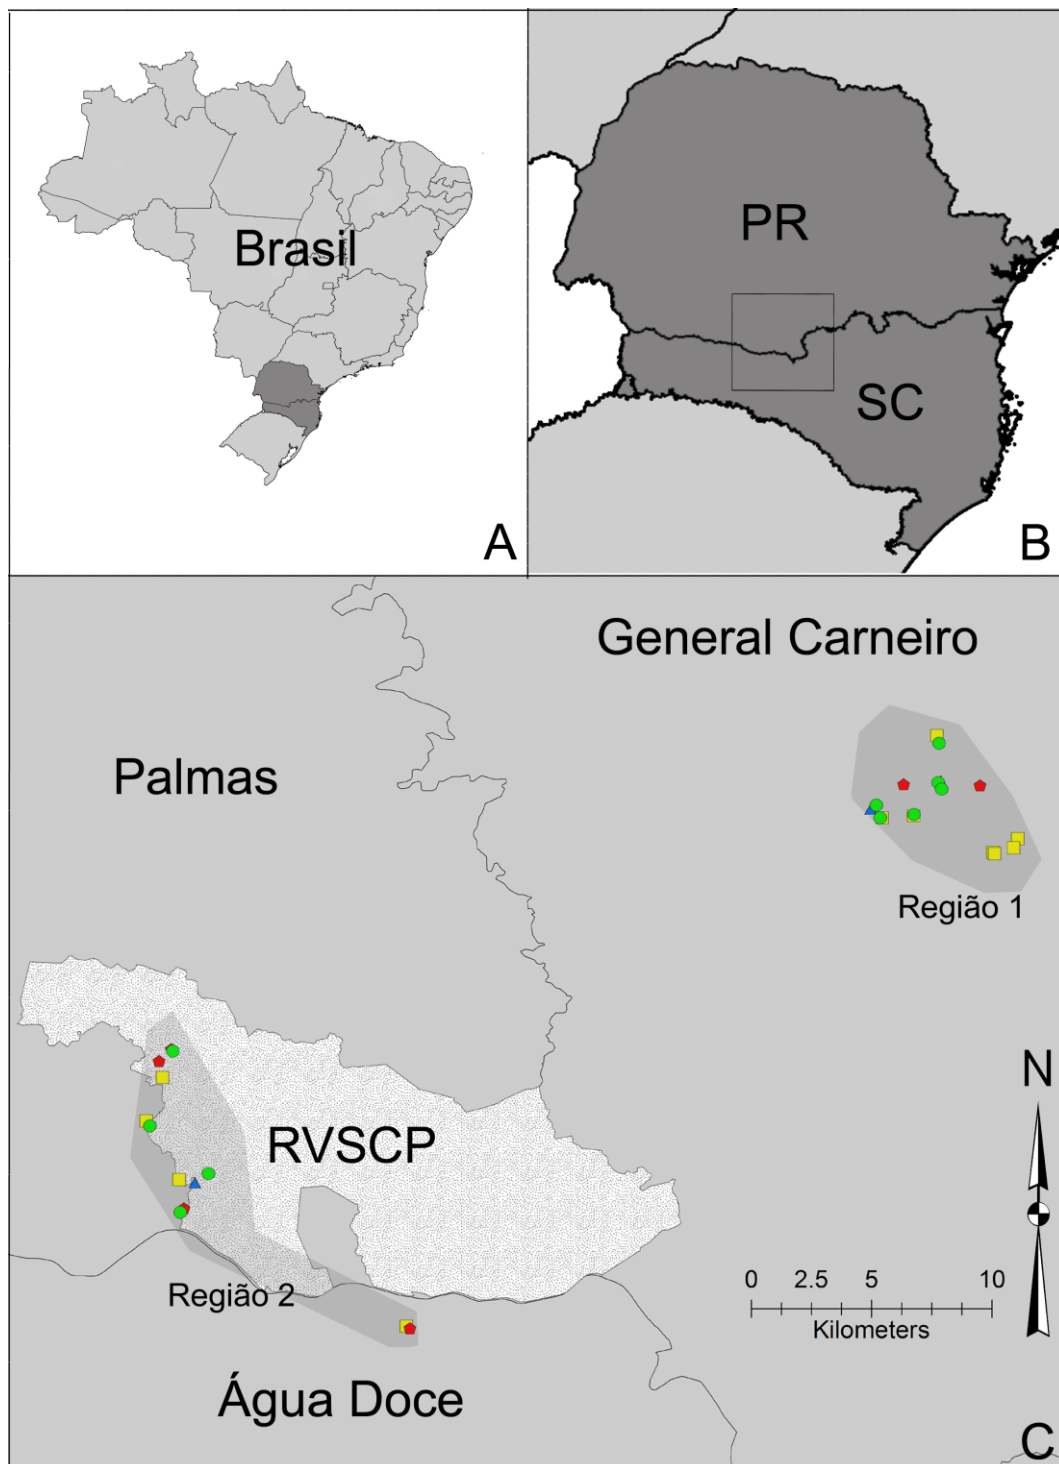 Brasil
A
PR
SC
B
General Carneiro
Palmas
Região 1
RVSCP
N
Região 2
0 2.5 5 10
Kilometers
Água Doce
C